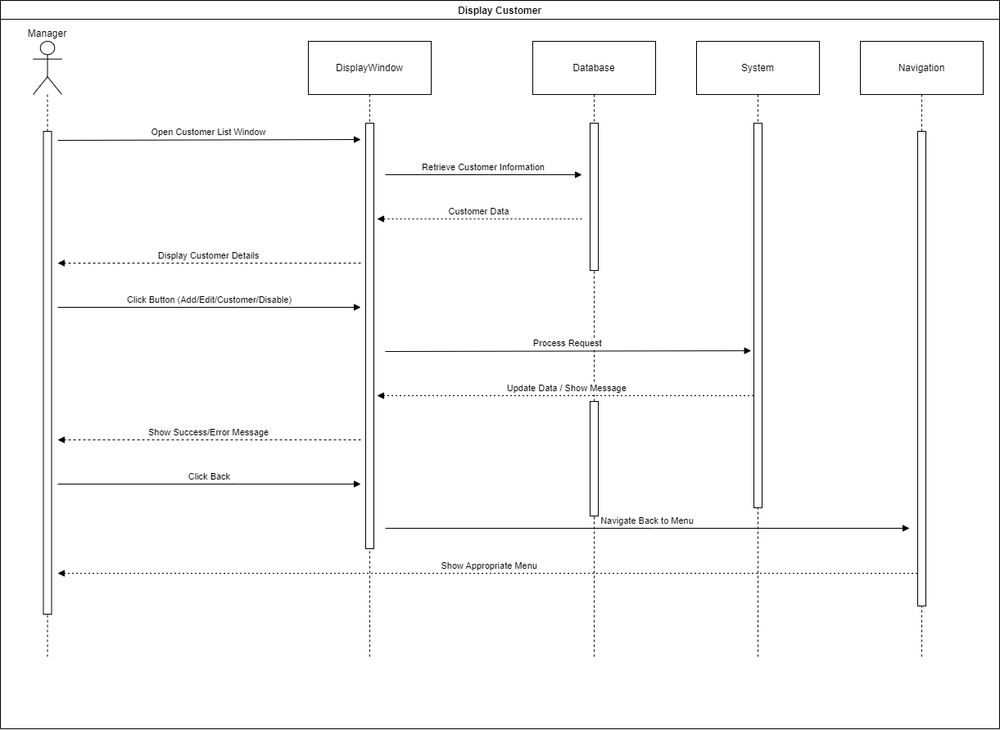 Display Customer
Manager
DisplayWindow
Database
System
Navigation
Open Customer List Window
Retrieve Customer Information
Customer Data
Display Customer Details
Click Button (Add/Edit/Customer/Disable)
Process Request
Update Data / Show Message
Show Success/Error Message
Click Back
Navigate Back to Menu
Show Appropriate Menu